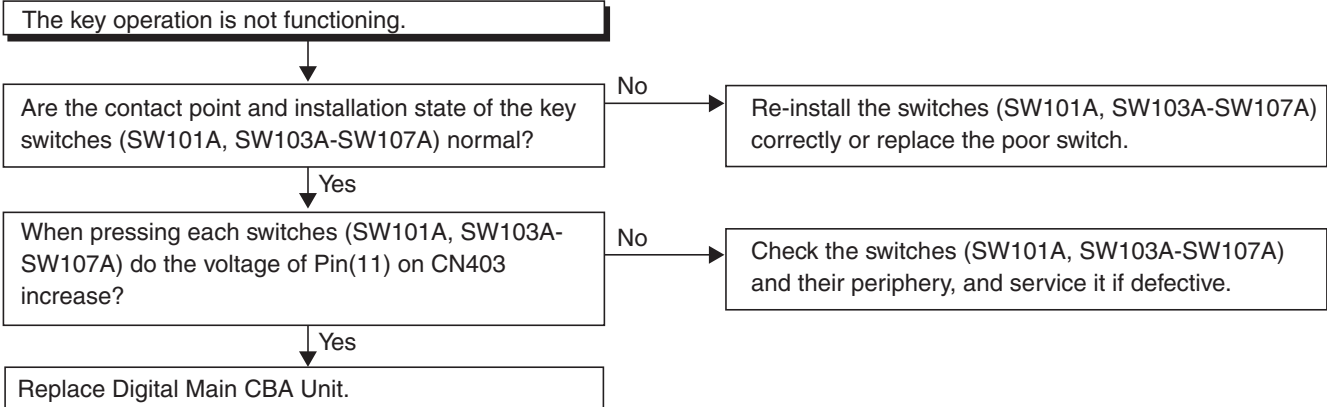 The key operation is not functioning.
Are the contact point and installation state of the key
switches (SW101A, SW103A-SW107A) normal?
No
Re-install the switches (SW101A, SW103A-SW107A)
correctly or replace the poor switch.
Yes
When pressing each switches (SW101A, SW103A-
SW107A) do the voltage of Pin(11) on CN403
increase?
No
Check the switches (SW101A, SW103A-SW107A)
and their periphery, and service it if defective.
Yes
Replace Digital Main CBA Unit.